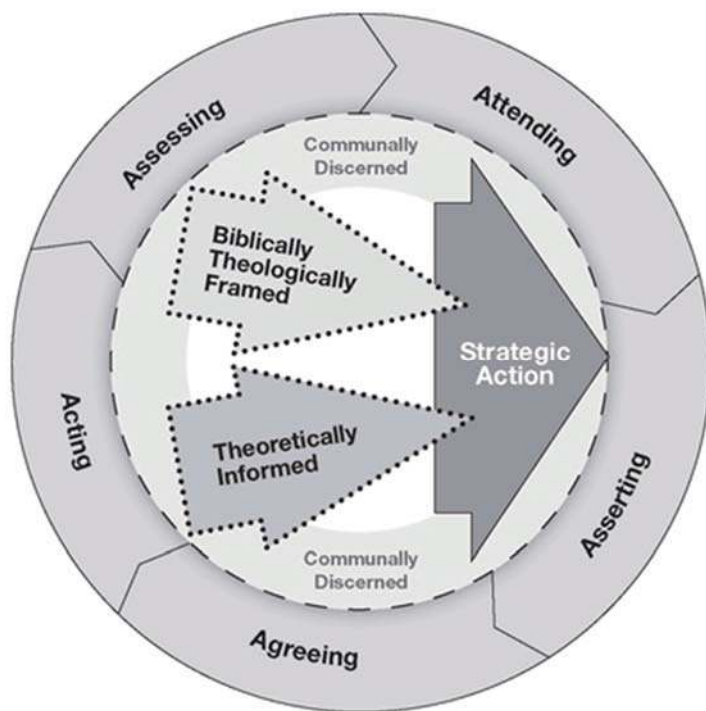 Assessing
Attending
Communally
Discerned
Biblically
Theologically
Framed
Strategic
Action
Acting
Theoretically
Informed
Asserting
Communally
Discerned
Agreeing